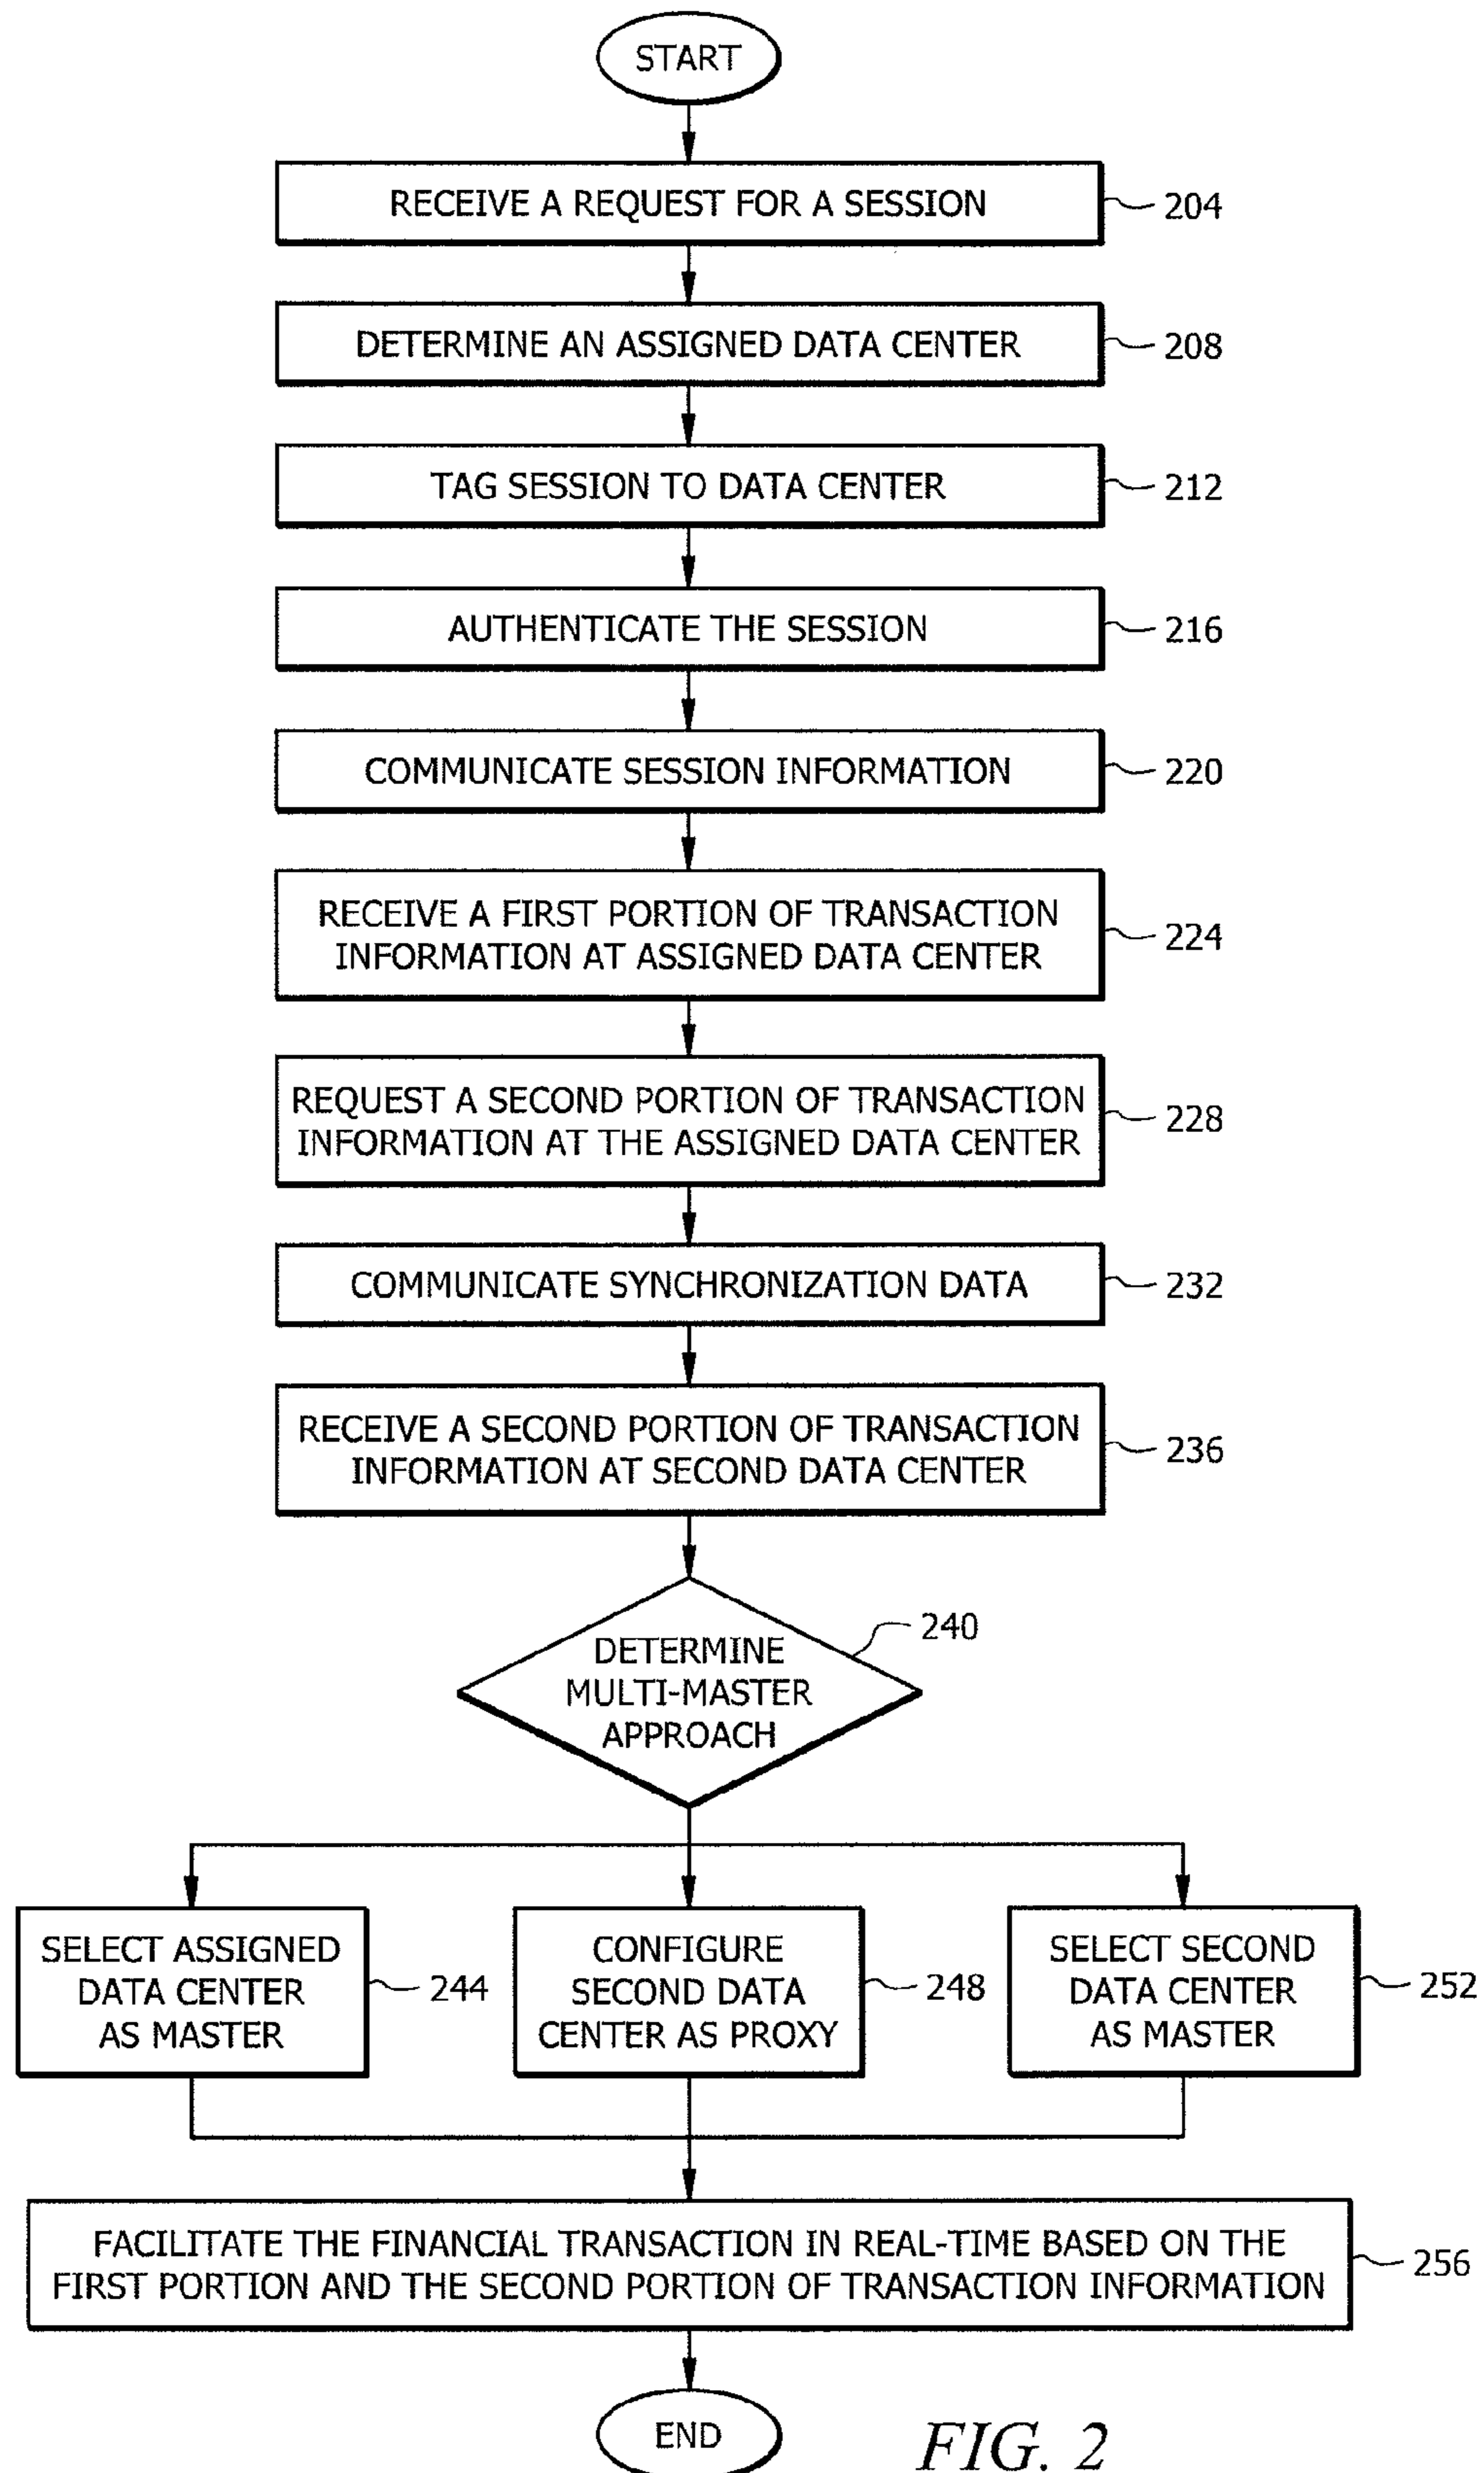 START
RECEIVE A REQUEST FOR A SESSION
204
DETERMINE AN ASSIGNED DATA CENTER
208
TAG SESSION TO DATA CENTER
212
AUTHENTICATE THE SESSION
216
COMMUNICATE SESSION INFORMATION
220
RECEIVE A FIRST PORTION OF TRANSACTION
INFORMATION AT ASSIGNED DATA CENTER
224
REQUEST A SECOND PORTION OF TRANSACTION
INFORMATION AT THE ASSIGNED DATA CENTER
228
COMMUNICATE SYNCHRONIZATION DATA
232
RECEIVE A SECOND PORTION OF TRANSACTION
INFORMATION AT SECOND DATA CENTER
236
DETERMINE
MULTI-MASTER
APPROACH
240
SELECT ASSIGNED
DATA CENTER
AS MASTER
244
CONFIGURE
SECOND DATA
CENTER AS PROXY
248
SELECT SECOND
DATA CENTER
AS MASTER
252
FACILITATE THE FINANCIAL TRANSACTION IN REAL-TIME BASED ON THE
FIRST PORTION AND THE SECOND PORTION OF TRANSACTION INFORMATION
256
END
FIG. 2